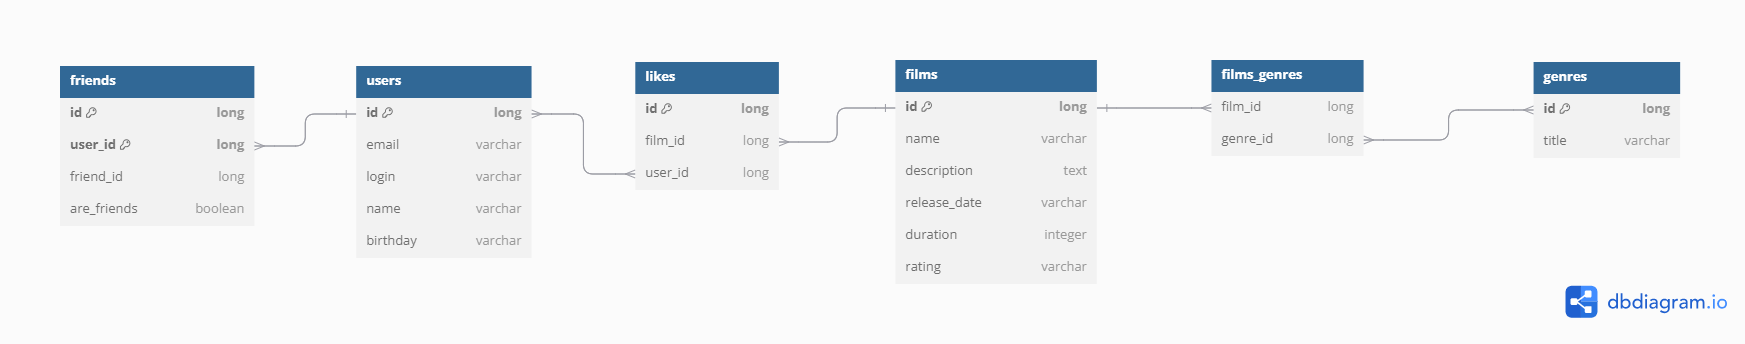 friends
id long
user_id long
friend_id long
are_friends boolean
users
id long
email varchar
login varchar
name varchar
birthday varchar
likes
id long
film_id long
user_id long
films
id long
name varchar
description text
release_date varchar
duration integer
rating varchar
films_genres
film_id long
genre_id long
genres
id long
title varchar
dbdiagram.io